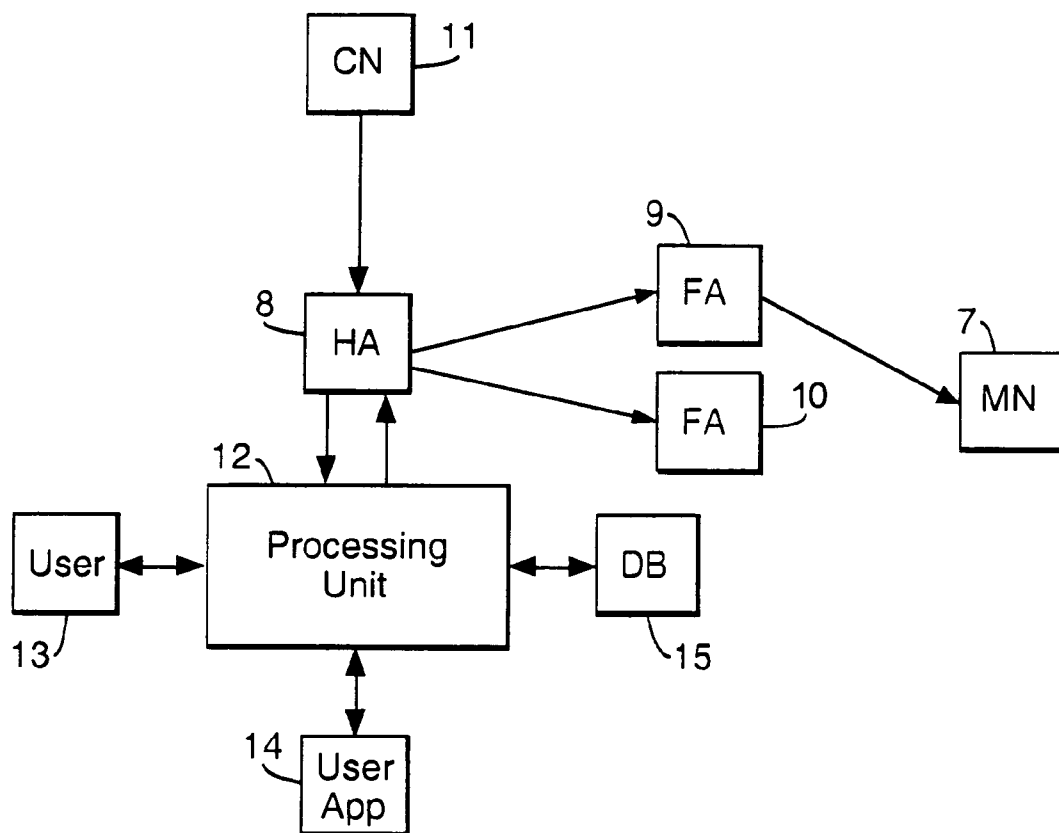 11
CN
9
FA
8
HA
7
MN
FA
10
12
Processing
Unit
User
13
DB
15
14
User
App